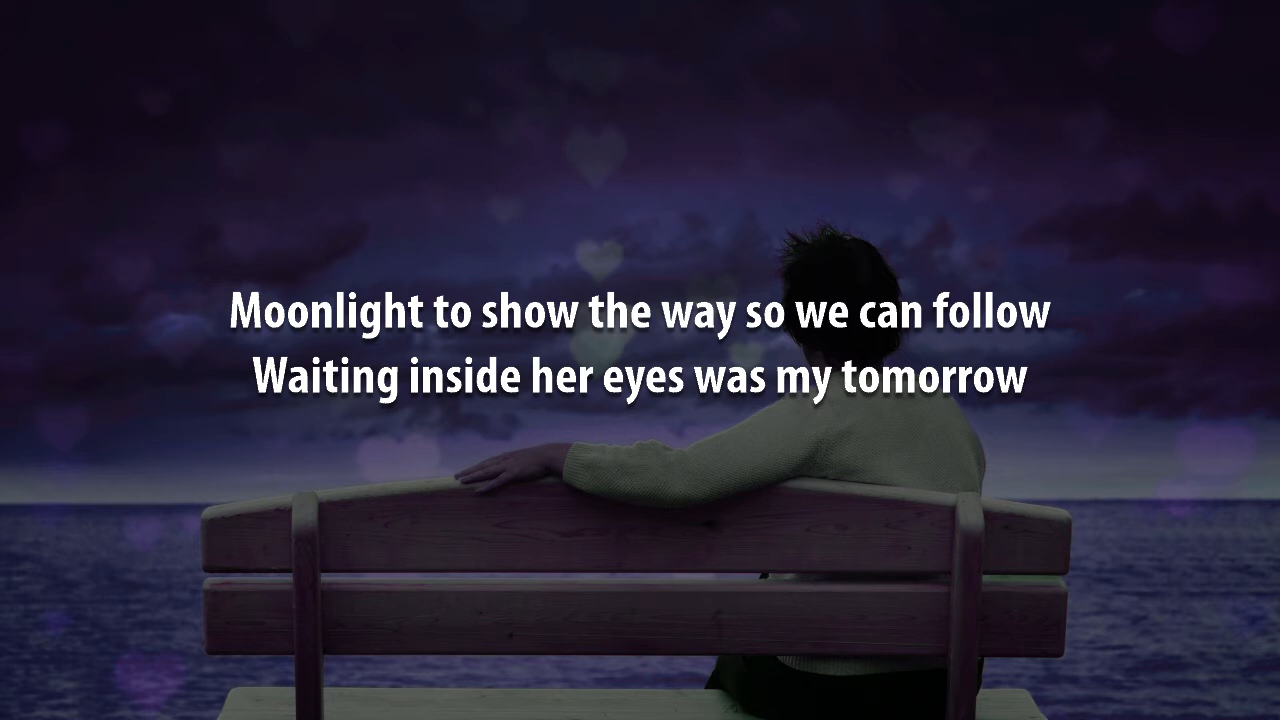 Moonlight to show the way so we can follow
Waiting inside her eyes was my tomorrow